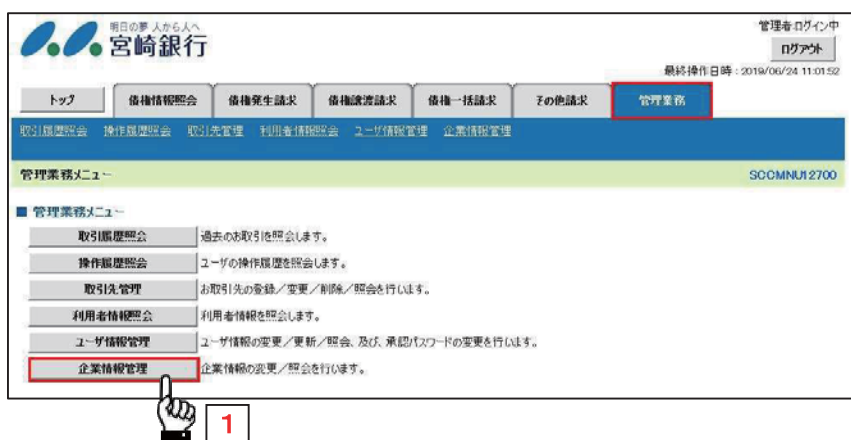 明日の夢 人から人へ
宮崎銀行
管理者:ログイン中
ログアウト
最終操作日時：2019/06/24 11:01:52
トップ 債権情報照会 債権発生請求 債権譲渡請求 債権一括請求 その他請求 管理業務
取引履歴照会 操作履歴照会 取引先管理 利用者情報照会 ユーザ情報管理 企業情報管理
管理業務メニュー SCCMNU12700
■ 管理業務メニュー
取引履歴照会 過去のお取引を照会します。
操作履歴照会 ユーザの操作履歴を照会します。
取引先管理 お取引先の登録／変更／削除／照会を行います。
利用者情報照会 利用者情報を照会します。
ユーザ情報管理 ユーザ情報の変更／更新／照会、及び、承認パスワードの変更を行います。
企業情報管理 企業情報の変更／照会を行います。
1